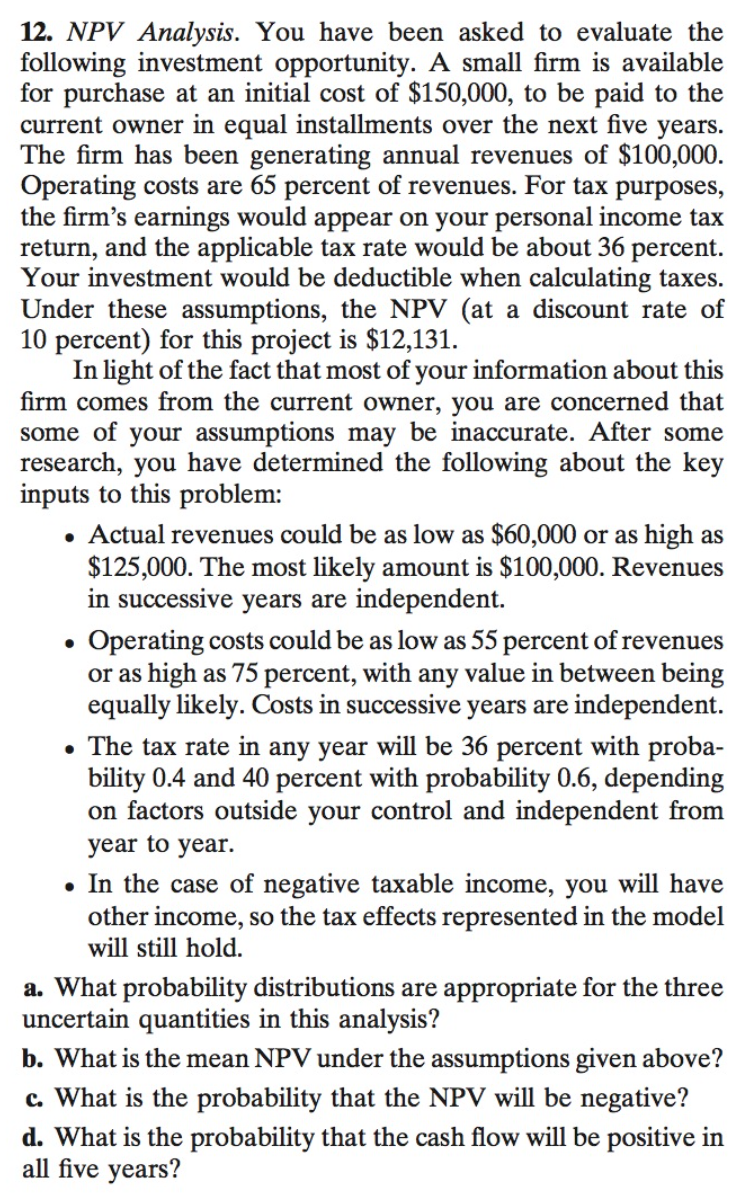 12. NPV Analysis. You have been asked to evaluate the
following investment opportunity. A small firm is available
for purchase at an initial cost of $150,000, to be paid to the
current owner in equal installments over the next five years.
The firm has been generating annual revenues of $100,000.
Operating costs are 65 percent of revenues. For tax purposes,
the firm’s earnings would appear on your personal income tax
return, and the applicable tax rate would be about 36 percent.
Your investment would be deductible when calculating taxes.
Under these assumptions, the NPV (at a discount rate of
10 percent) for this project is $12,131.
In light of the fact that most of your information about this
firm comes from the current owner, you are concerned that
some of your assumptions may be inaccurate. After some
research, you have determined the following about the key
inputs to this problem:
• Actual revenues could be as low as $60,000 or as high as
$125,000. The most likely amount is $100,000. Revenues
in successive years are independent.
• Operating costs could be as low as 55 percent of revenues
or as high as 75 percent, with any value in between being
equally likely. Costs in successive years are independent.
• The tax rate in any year will be 36 percent with proba-
bility 0.4 and 40 percent with probability 0.6, depending
on factors outside your control and independent from
year to year.
• In the case of negative taxable income, you will have
other income, so the tax effects represented in the model
will still hold.
a. What probability distributions are appropriate for the three
uncertain quantities in this analysis?
b. What is the mean NPV under the assumptions given above?
c. What is the probability that the NPV will be negative?
d. What is the probability that the cash flow will be positive in
all five years?